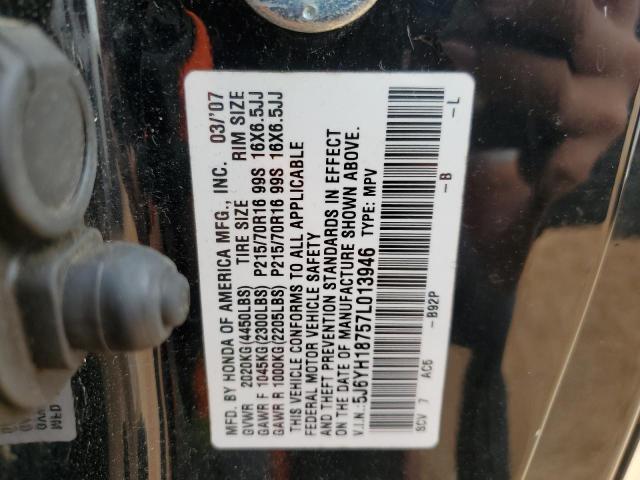 MFD. BY HONDA OF AMERICA MFG., INC. 03/'07
GVWR 2020KG(4450LBS) TIRE SIZE RIM SIZE
GAWR F 1045KG(2300LBS) P215/70R16 99S 16X6.5JJ
GAWR R 1000KG(2205LBS) P215/70R16 99S 16X6.5JJ
THIS VEHICLE CONFORMS TO ALL APPLICABLE
FEDERAL MOTOR VEHICLE SAFETY
AND THEFT PREVENTION STANDARDS IN EFFECT
ON THE DATE OF MANUFACTURE SHOWN ABOVE.
V.I.N.:5J6YH18757L013946 TYPE: MPV
SCV 7 AC5 -B92P -B -L